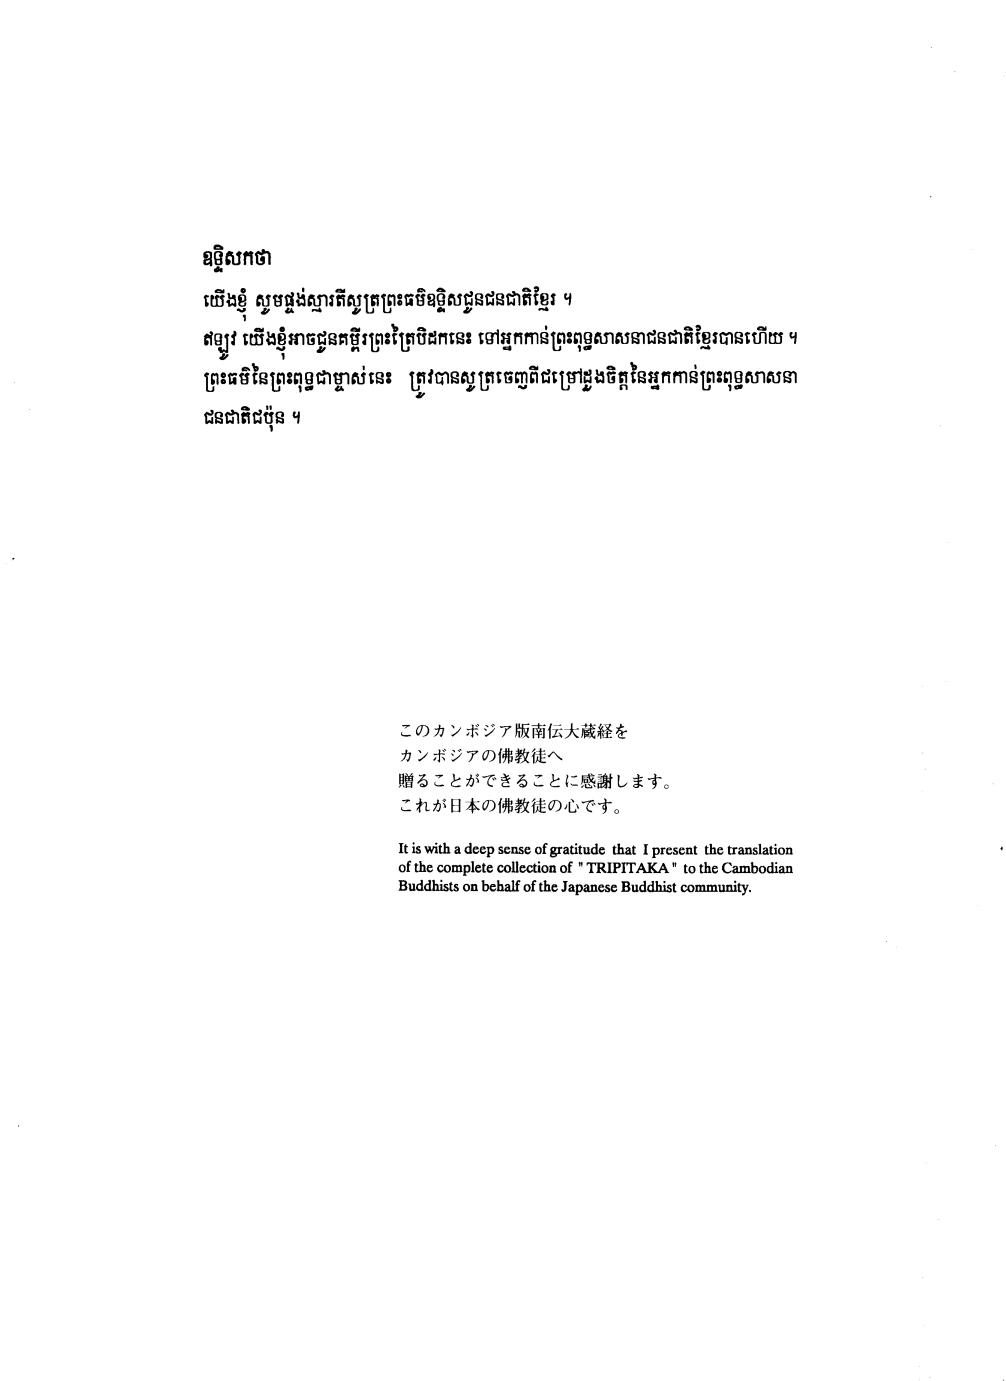 ឧទ្ទិសកថា
យើងខ្ញុំ សូមផ្ចង់ស្មារតីសូត្រព្រះធម៌ឧទ្ទិសជូនជនជាតិខ្មែរ ។
ឥឡូវ យើងខ្ញុំអាចជូនគម្ពីរព្រះត្រៃបិដកនេះ ទៅអ្នកកាន់ព្រះពុទ្ធសាសនាជនជាតិខ្មែរបានហើយ ។
ព្រះធម៌នៃព្រះពុទ្ធជាម្ចាស់នេះ ត្រូវបានសូត្រចេញពីជម្រៅដួងចិត្តនៃអ្នកកាន់ព្រះពុទ្ធសាសនា
ជនជាតិជប៉ុន ។
このカンボジア版南伝大蔵経を
カンボジアの佛教徒へ
贈ることができることに感謝します。
これが日本の佛教徒の心です。
It is with a deep sense of gratitude that I present the translation
of the complete collection of " TRIPITAKA " to the Cambodian
Buddhists on behalf of the Japanese Buddhist community.